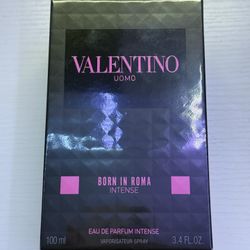 VALENTINO
UOMO
BORN IN ROMA
INTENSE
EAU DE PARFUM INTENSE
100 ml VAPORISATEUR·SPRAY 3.4 FL.OZ.